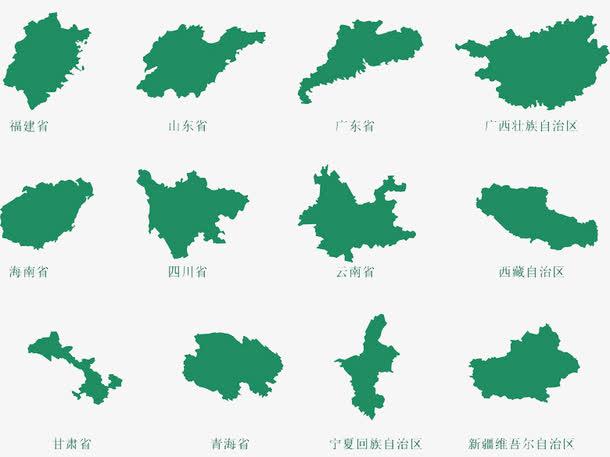 福建省
山东省
广东省
广西壮族自治区
海南省
四川省
云南省
西藏自治区
甘肃省
青海省
宁夏回族自治区
新疆维吾尔自治区